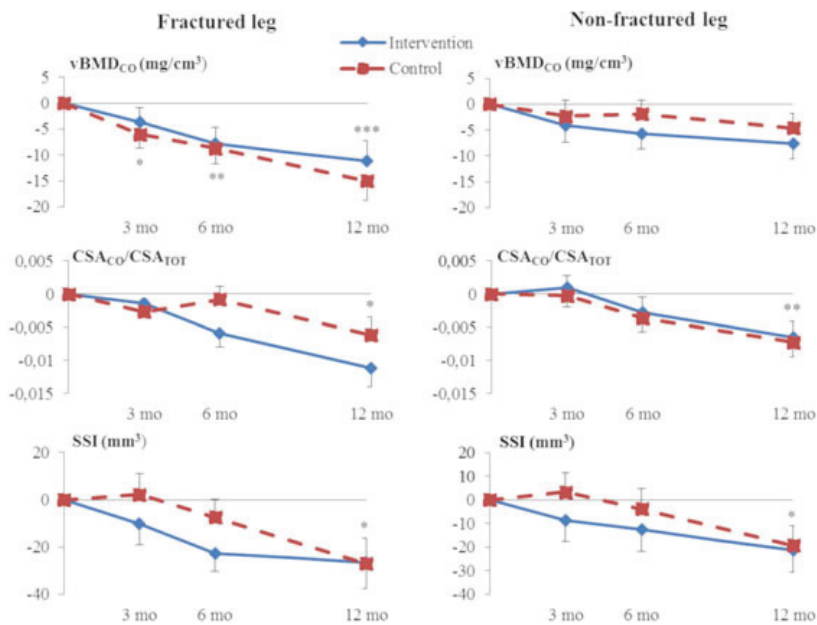 Fractured leg
Non-fractured leg
Intervention
Control
vBMDCO (mg/cm³)
5
0
-5
-10
-15
-20
*
**
***
3 mo
6 mo
12 mo
vBMDCO (mg/cm³)
5
0
-5
-10
-15
-20
3 mo
6 mo
12 mo
CSACO/CSATOT
0,005
0
-0,005
-0,01
-0,015
*
3 mo
6 mo
12 mo
CSACO/CSATOT
0,005
0
-0,005
-0,01
-0,015
**
3 mo
6 mo
12 mo
SSI (mm³)
20
0
-20
-40
*
3 mo
6 mo
12 mo
SSI (mm³)
20
10
0
-10
-20
-30
-40
*
3 mo
6 mo
12 mo